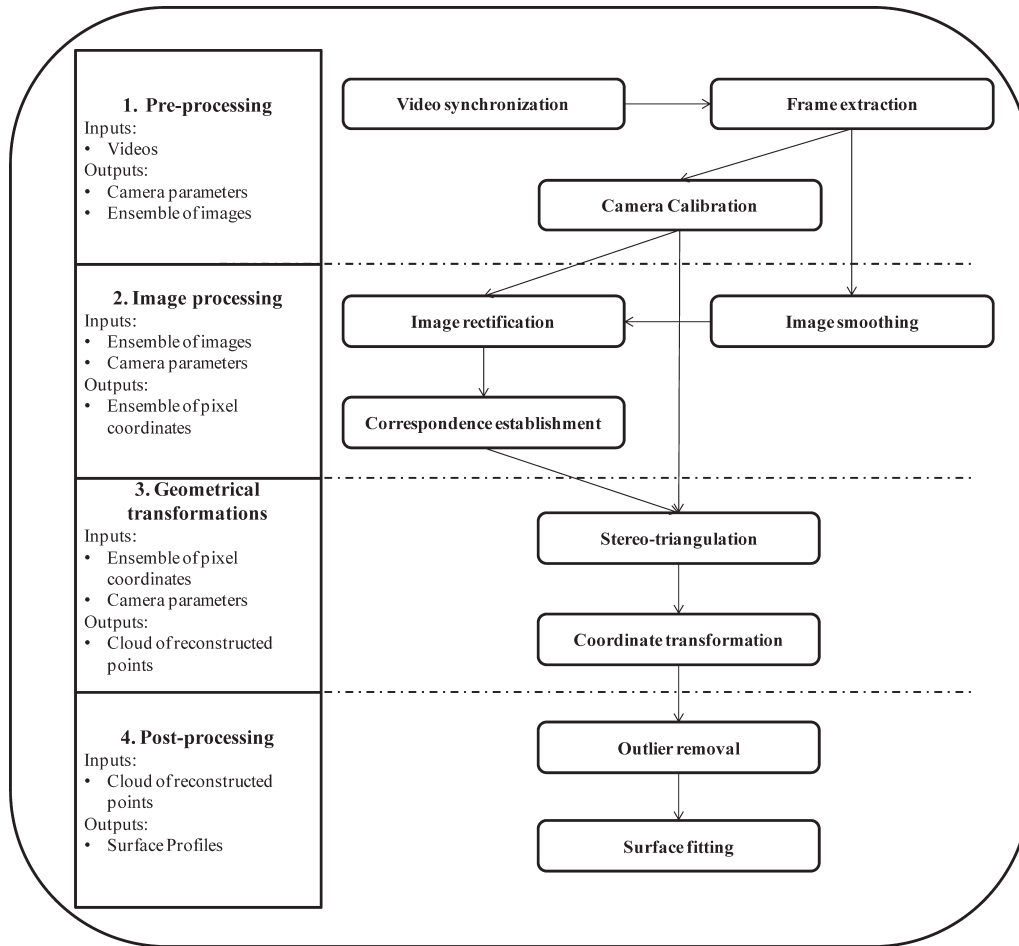 1. Pre-processing
Inputs:
• Videos
Outputs:
• Camera parameters
• Ensemble of images
Video synchronization
Frame extraction
Camera Calibration
2. Image processing
Inputs:
• Ensemble of images
• Camera parameters
Outputs:
• Ensemble of pixel
coordinates
Image rectification
Image smoothing
Correspondence establishment
3. Geometrical
transformations
Inputs:
• Ensemble of pixel
coordinates
• Camera parameters
Outputs:
• Cloud of reconstructed
points
Stereo-triangulation
Coordinate transformation
4. Post-processing
Inputs:
• Cloud of reconstructed
points
Outputs:
• Surface Profiles
Outlier removal
Surface fitting